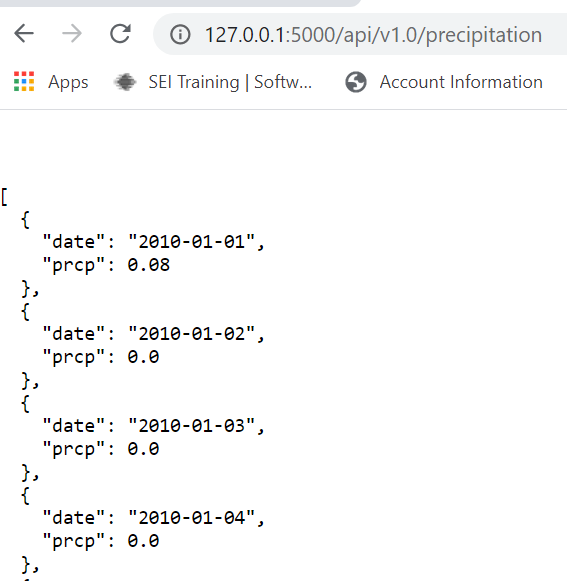 127.0.0.1:5000/api/v1.0/precipitation
Apps SEI Training | Softw... Account Information
[
  {
    "date": "2010-01-01",
    "prcp": 0.08
  },
  {
    "date": "2010-01-02",
    "prcp": 0.0
  },
  {
    "date": "2010-01-03",
    "prcp": 0.0
  },
  {
    "date": "2010-01-04",
    "prcp": 0.0
  },